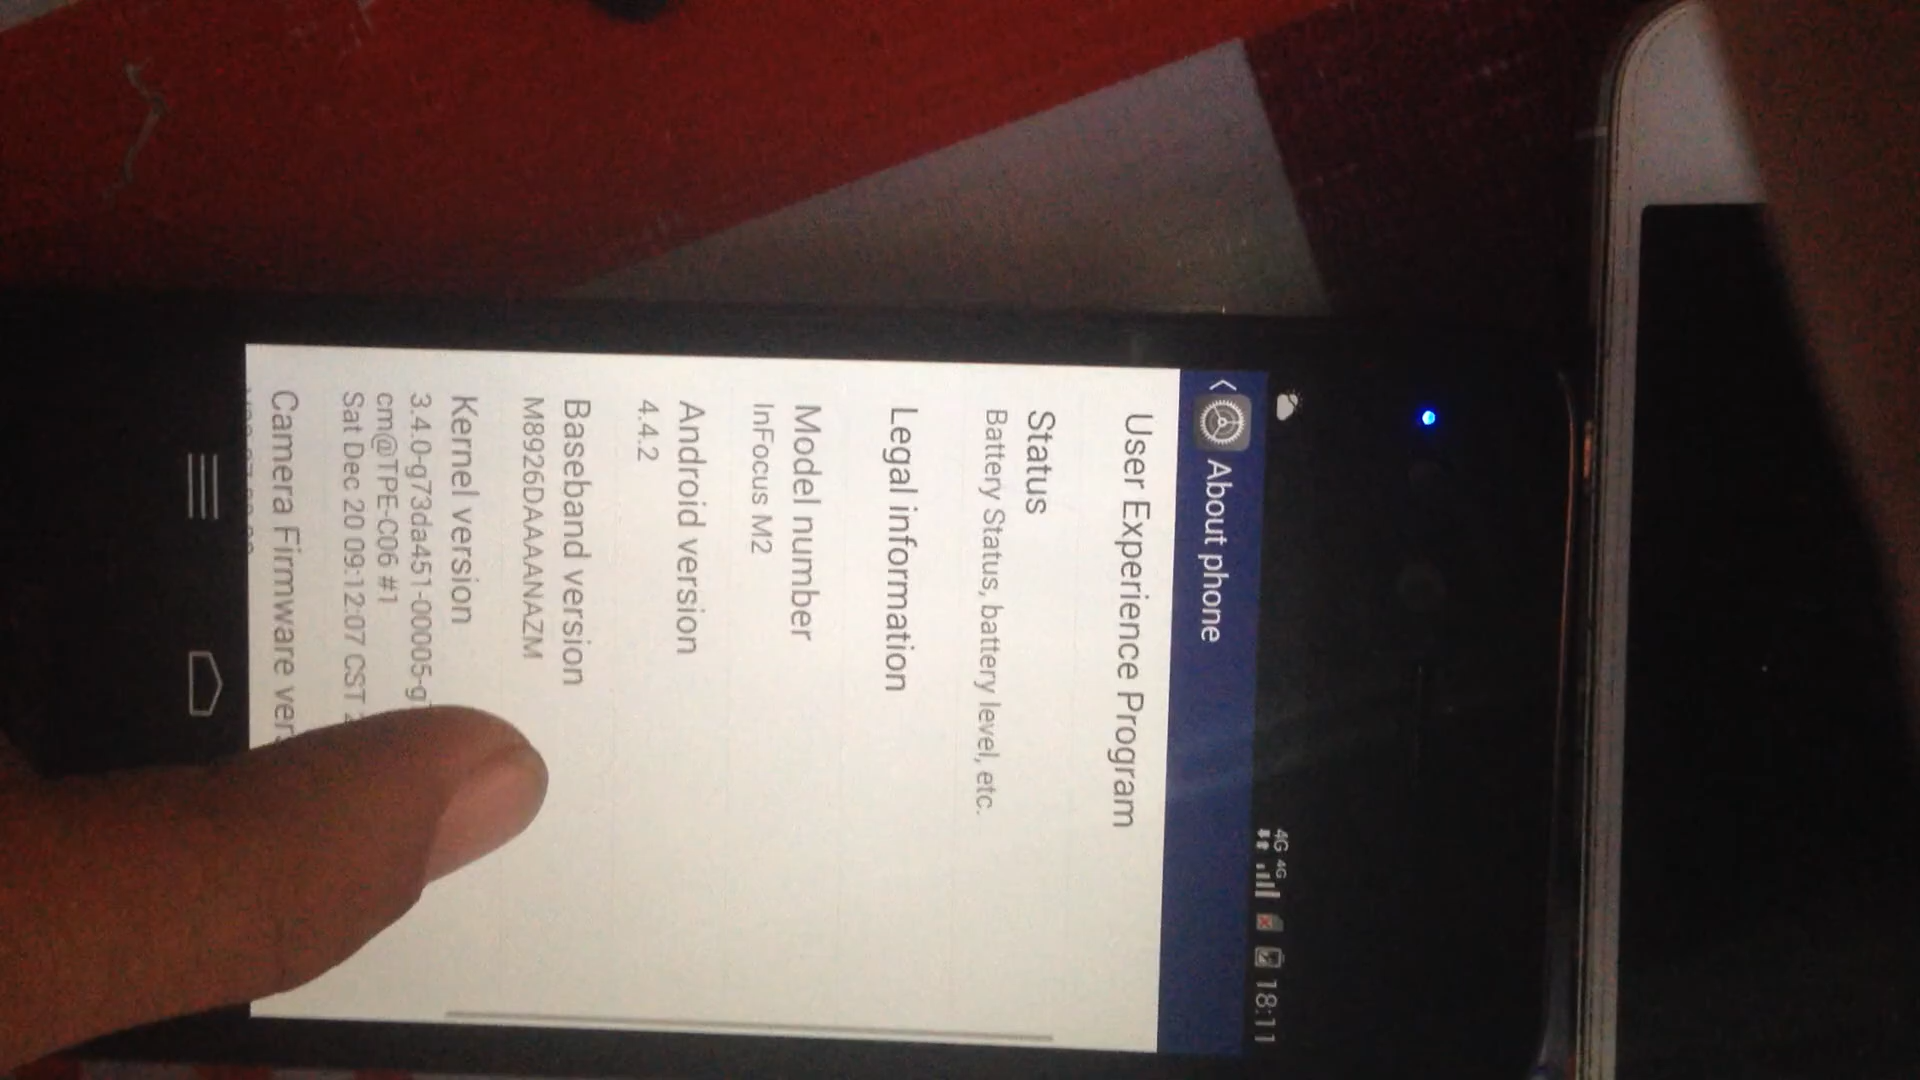 4G 4G 18:11
About phone
User Experience Program
Status
Battery Status, battery level, etc.
Legal information
Model number
InFocus M2
Android version
4.4.2
Baseband version
M8926DAAAANAZM
Kernel version
3.4.0-g73da451-00005-g
cm@TPE-C06 #1
Sat Dec 20 09:12:07 CST
Camera Firmware